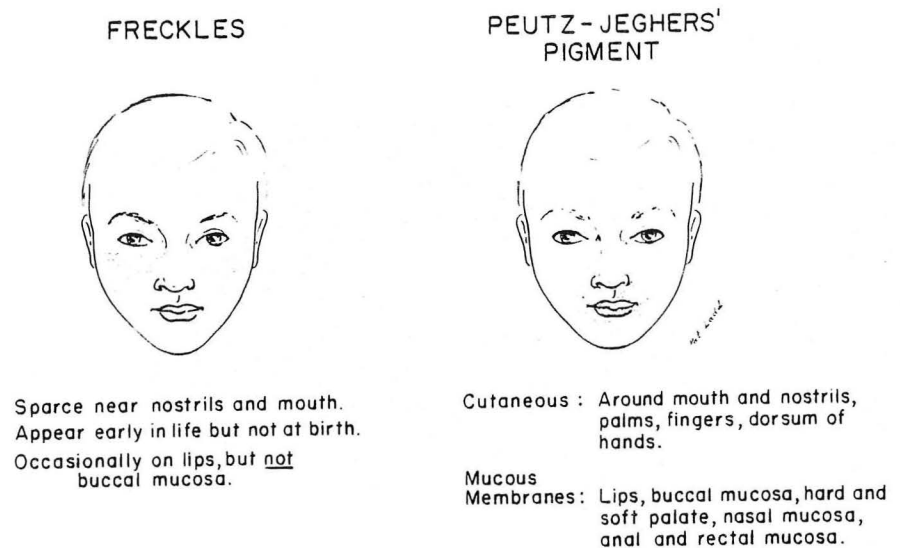 FRECKLES
Sparce near nostrils and mouth.
Appear early in life but not at birth.
Occasionally on lips, but not
buccal mucosa.
PEUTZ-JEGHERS'
PIGMENT
Cutaneous: Around mouth and nostrils,
palms, fingers, dorsum of
hands.
Mucous
Membranes: Lips, buccal mucosa, hard and
soft palate, nasal mucosa,
anal and rectal mucosa.